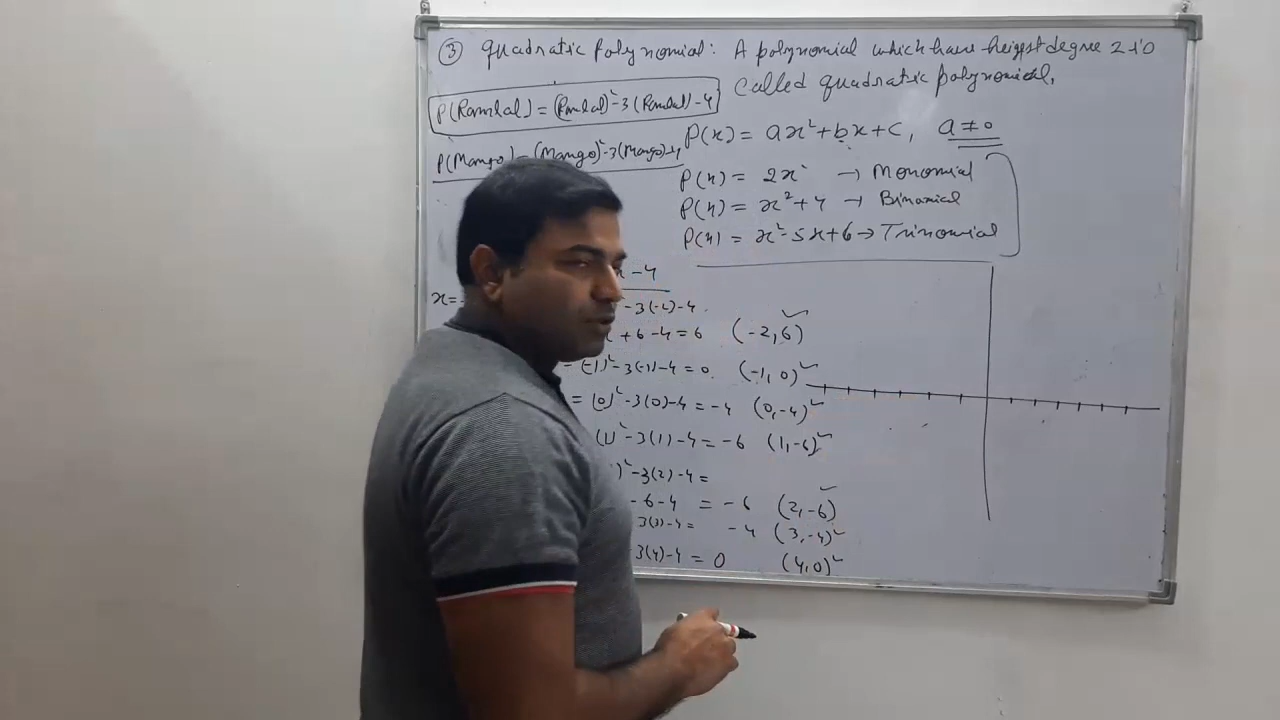 ③ Quadratic Polynomial: A polynomial which have heigst degree 2 is
called quadratic polynomial.
P(Ramlal) = (Ramlal)²-3(Ramlal)-4
P(Mango) = (Mango)²-3(Mango)-4
P(x) = ax²+bx+c, a≠0
P(x) = 2x² → Monomial
P(x) = x²+4 → Binomial
P(x) = x²-5x+6 → Trinomial
-4
x=
-3(-2)-4
+6-4=6 (-2,6)
(-1)²-3(-1)-4=0 (-1,0)
= (0)²-3(0)-4=-4 (0,-4)
(1)²-3(1)-4=-6 (1,-6)
)²-3(2)-4=
-6-4 = -6 (2,-6)
3(3)-4= -4 (3,-4)
3(4)-4=0 (4,0)